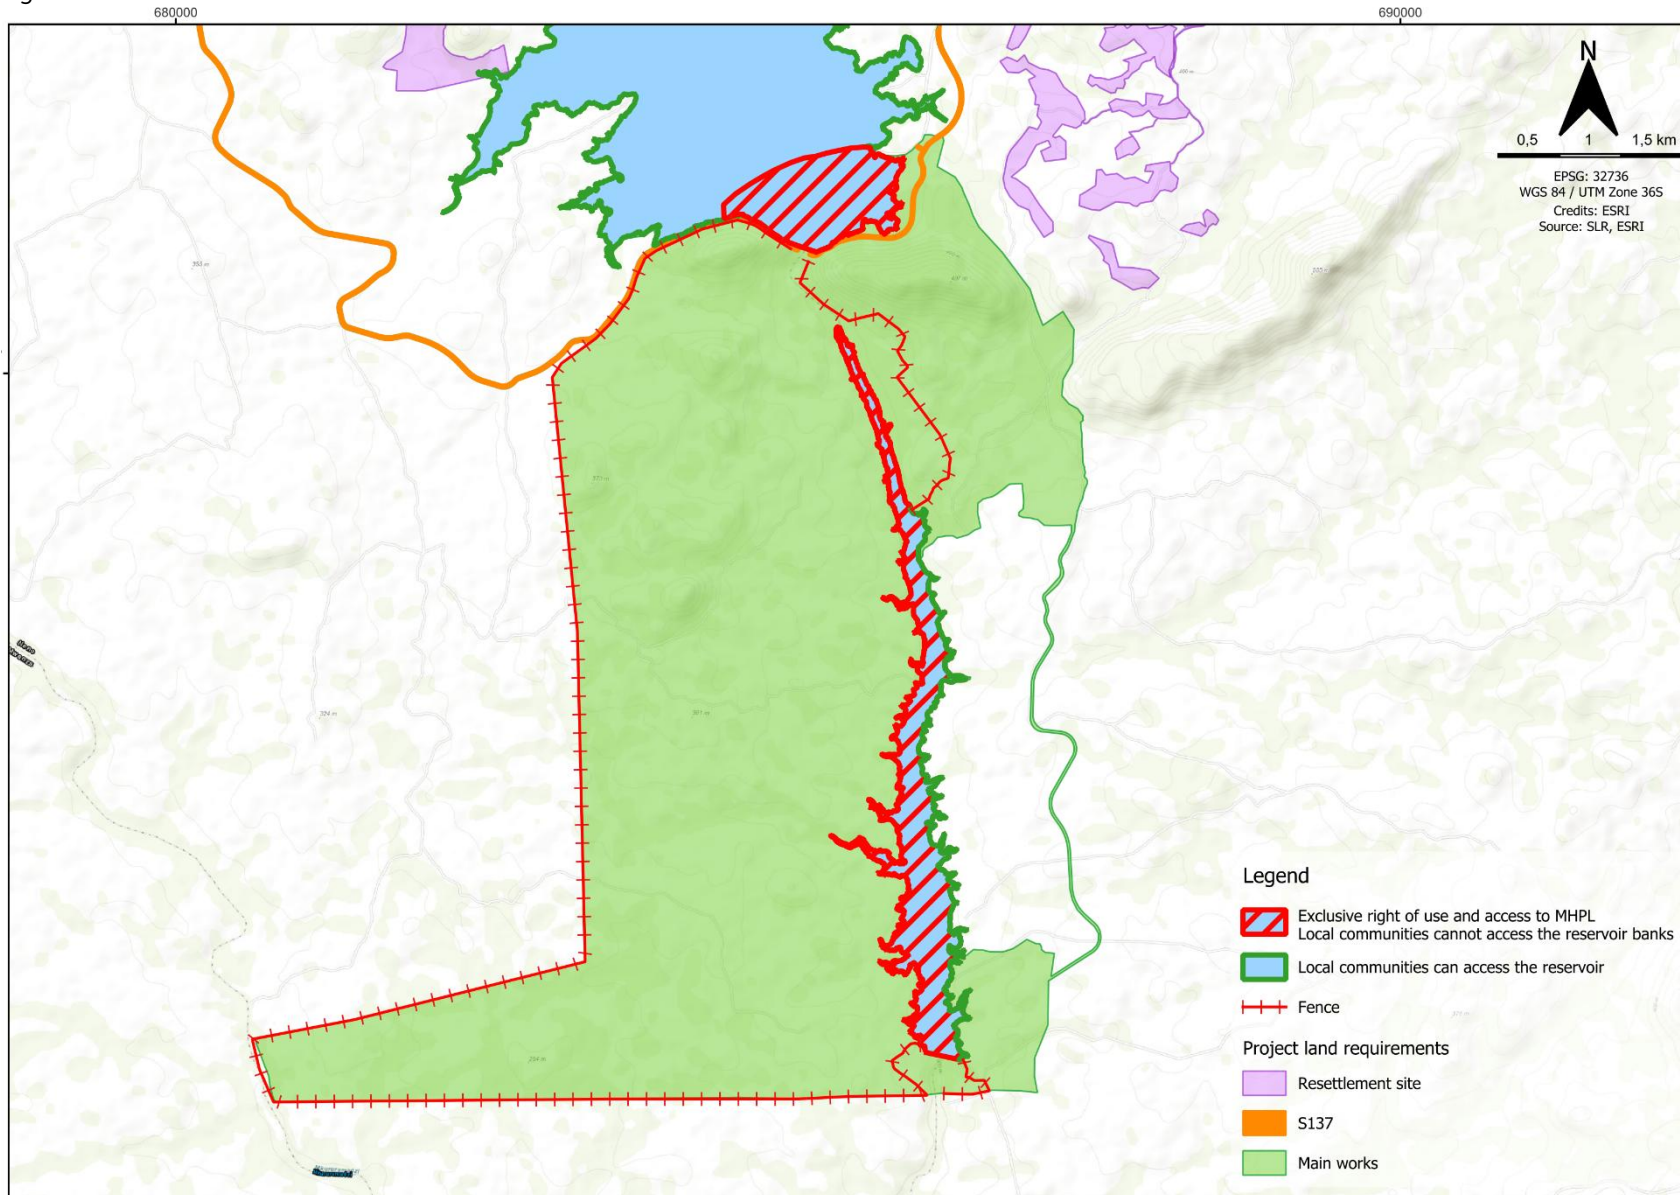 680000
690000
N
0,5 1 1,5 km
EPSG: 32736
WGS 84 / UTM Zone 36S
Credits: ESRI
Source: SLR, ESRI
Legend
Exclusive right of use and access to MHPL
Local communities cannot access the reservoir banks
Local communities can access the reservoir
Fence
Project land requirements
Resettlement site
S137
Main works